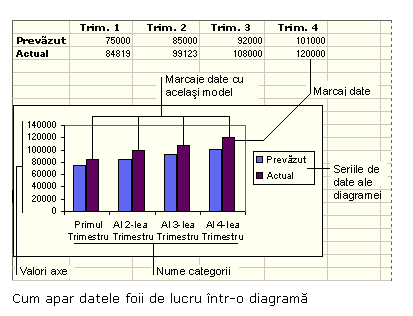 Trim. 1 Trim. 2 Trim. 3 Trim. 4
Prevăzut 75000 85000 92000 101000
Actual 84819 99123 108000 120000
Marcaje date cu
același model
Marcaj date
140000
120000
100000
80000
60000
40000
20000
0
Prevăzut
Actual
Seriile de
date ale
diagramei
Primul Al 2-lea Al 3-lea Al 4-lea
Trimestru Trimestru Trimestru Trimestru
Valori axe Nume categorii
Cum apar datele foii de lucru într-o diagramă